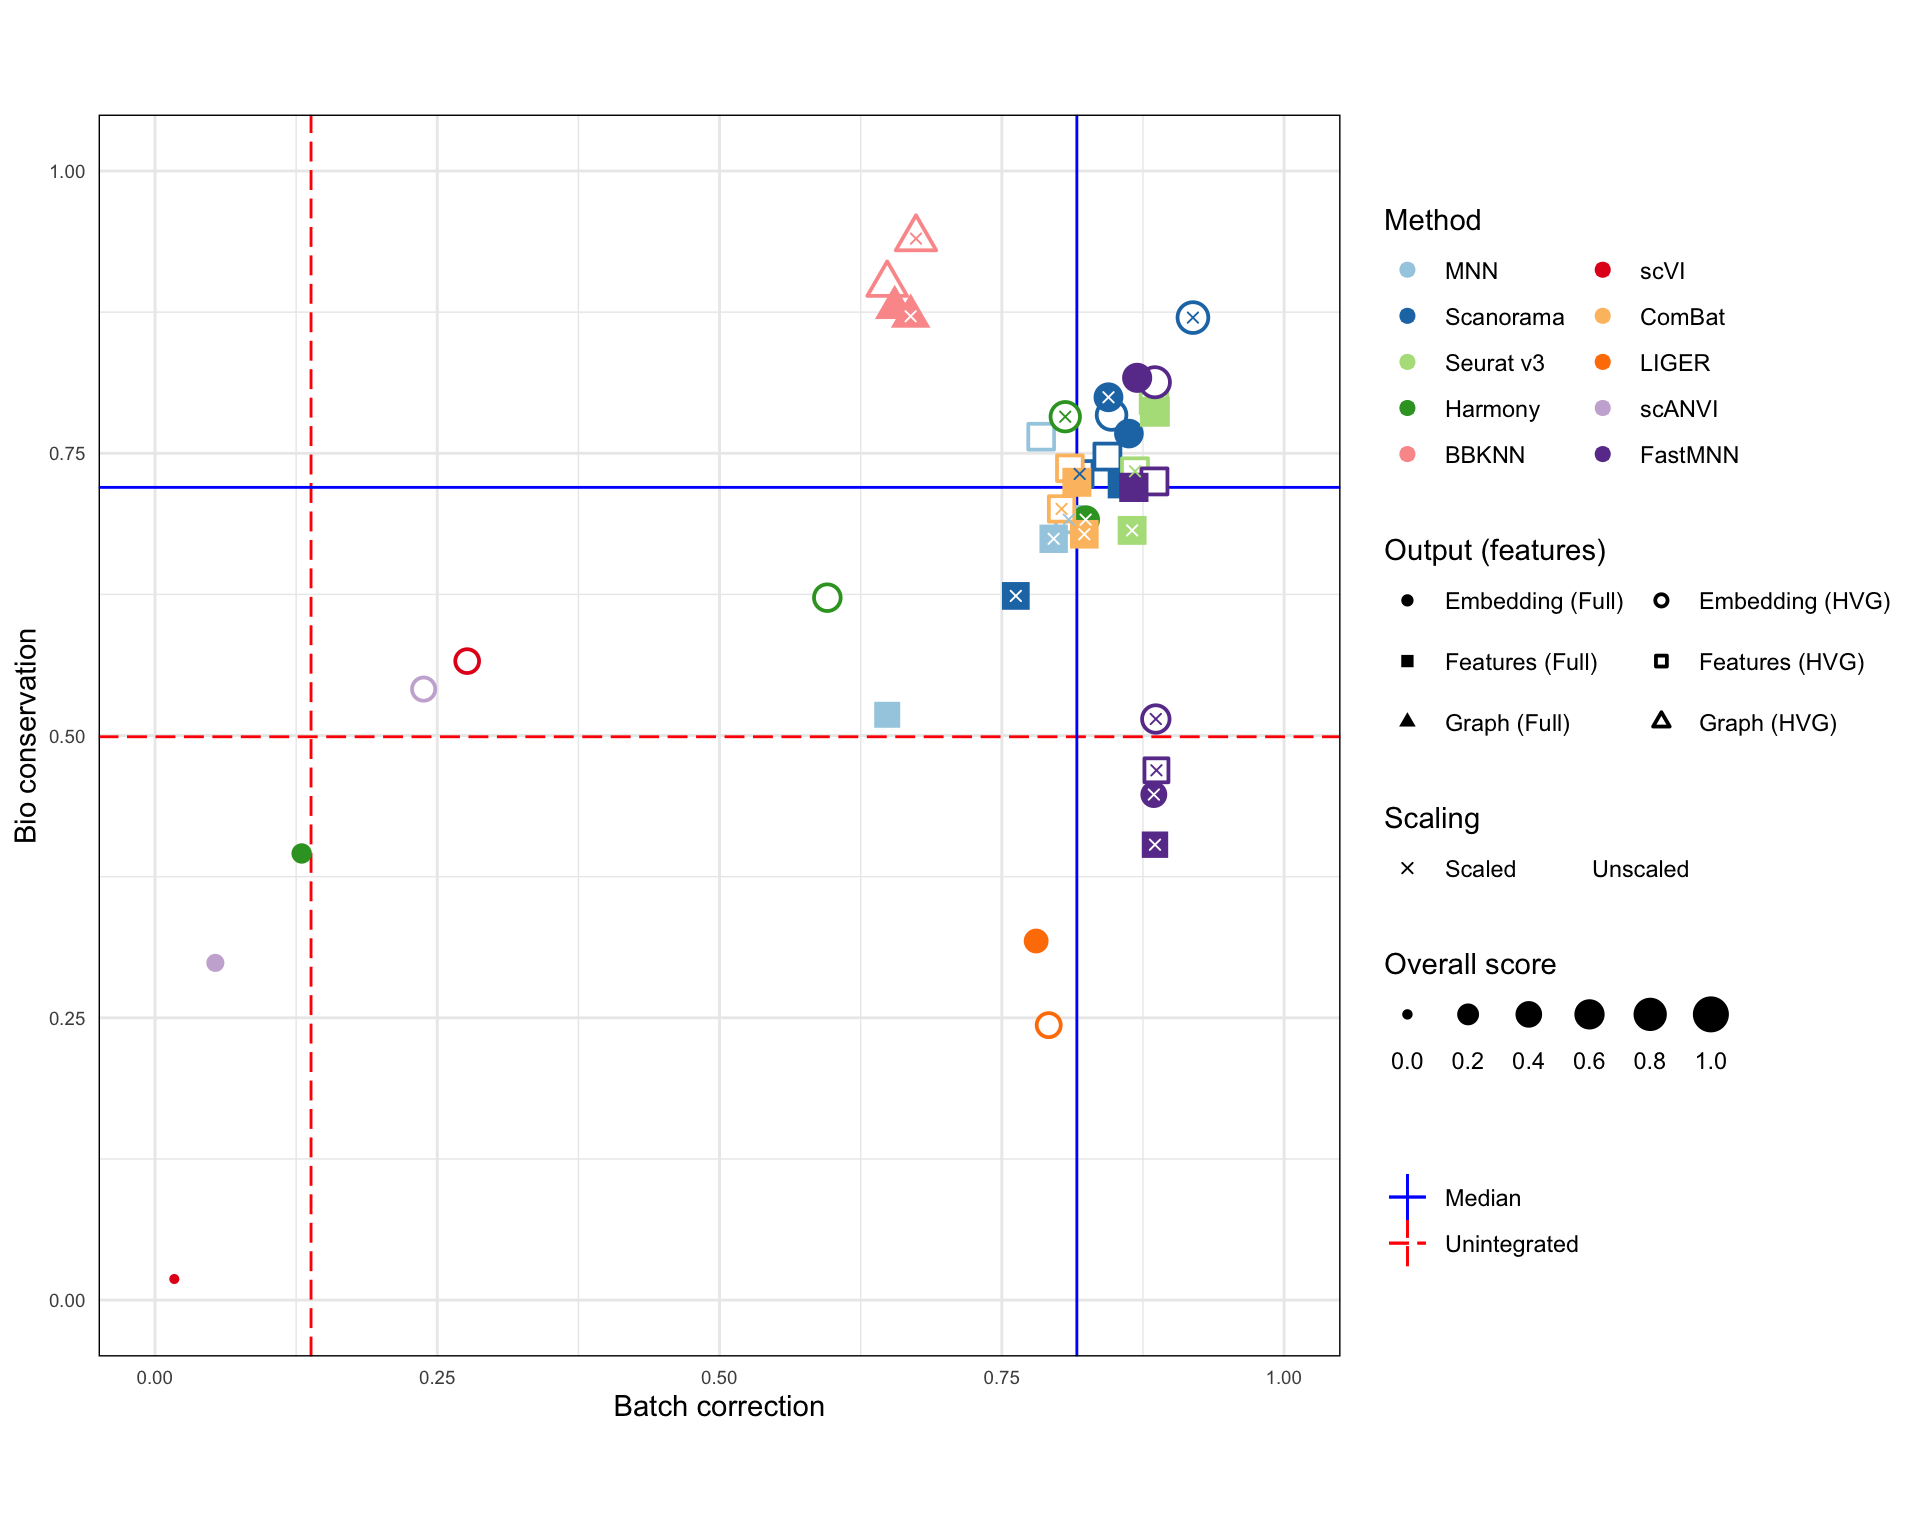 1.00
0.75
0.50
0.25
0.00
Bio conservation
0.00 0.25 0.50 0.75 1.00
Batch correction
Method
MNN scVI
Scanorama ComBat
Seurat v3 LIGER
Harmony scANVI
BBKNN FastMNN
Output (features)
Embedding (Full) Embedding (HVG)
Features (Full) Features (HVG)
Graph (Full) Graph (HVG)
Scaling
Scaled Unscaled
Overall score
0.0 0.2 0.4 0.6 0.8 1.0
Median
Unintegrated